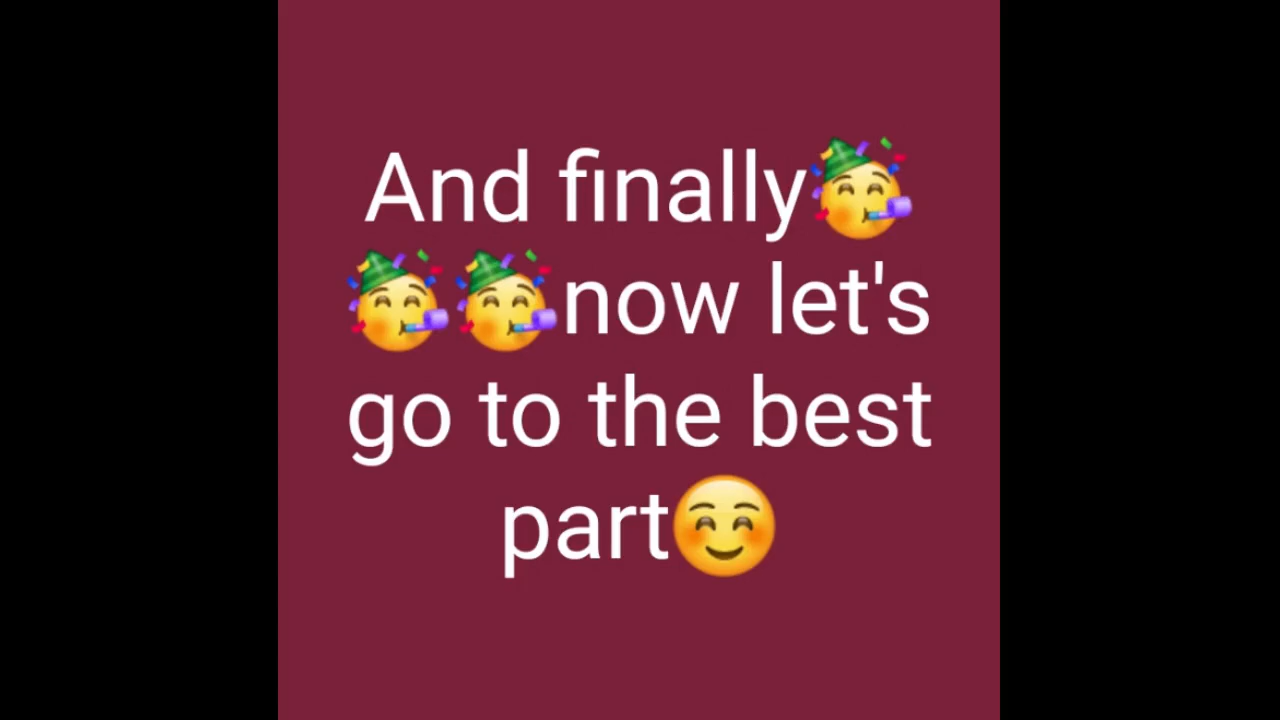 And finally🥳
🥳🥳now let's
go to the best
part☺️